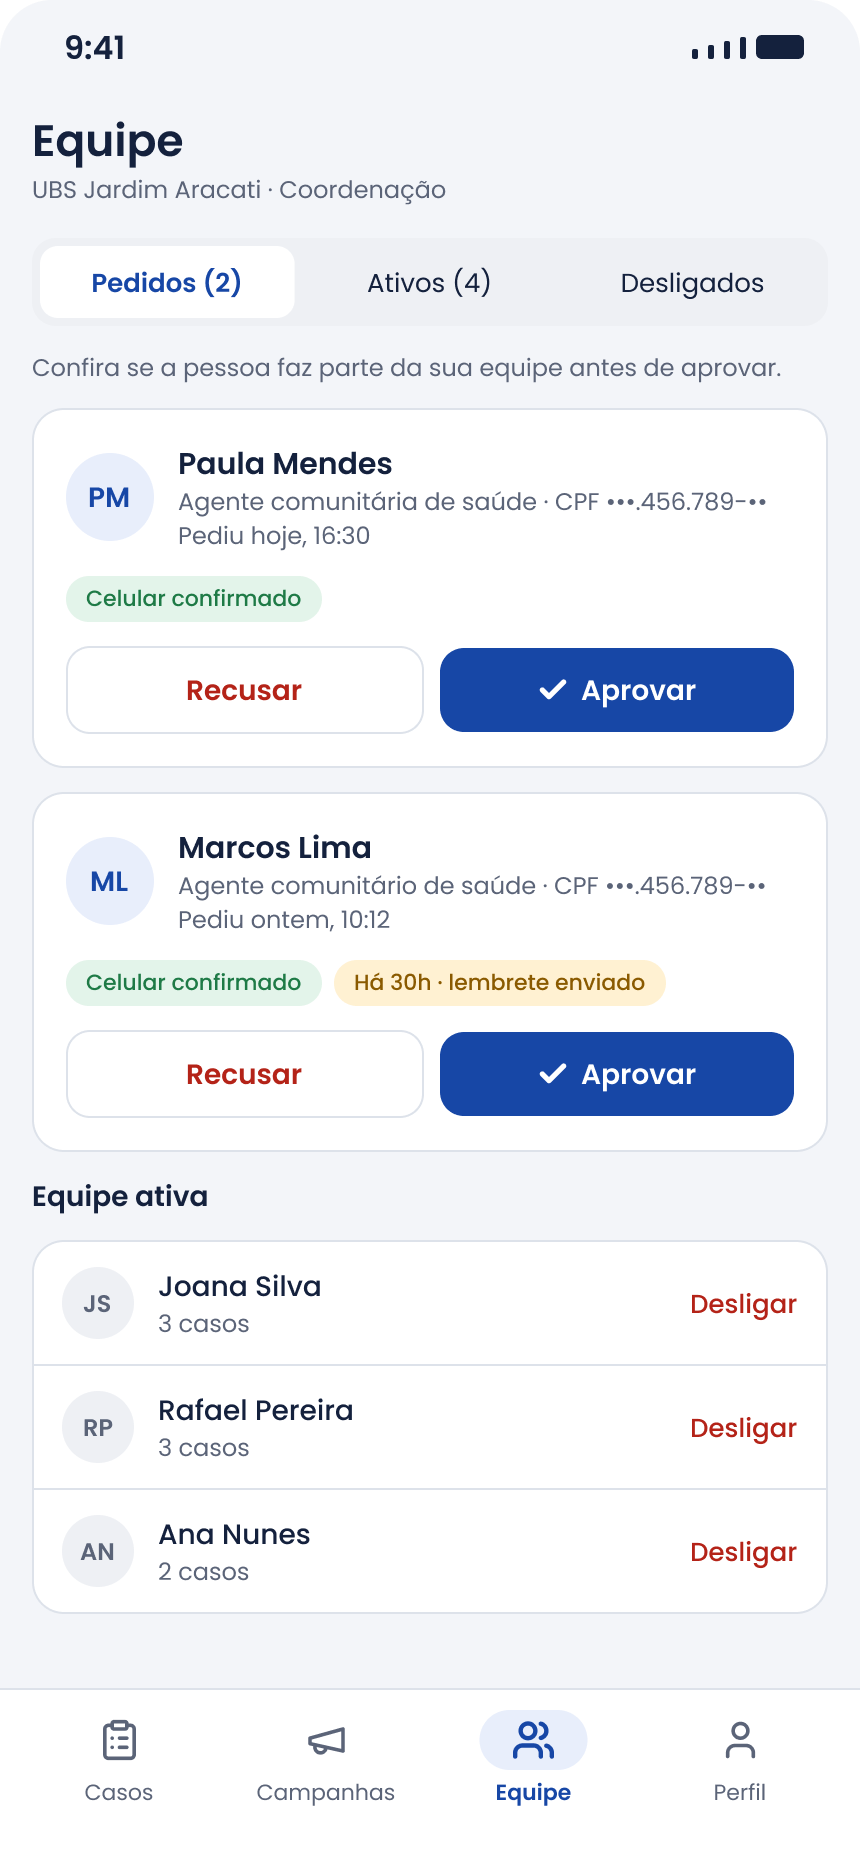 9:41
Equipe
UBS Jardim Aracati · Coordenação
Pedidos (2) Ativos (4) Desligados
Confira se a pessoa faz parte da sua equipe antes de aprovar.
PM
Paula Mendes
Agente comunitária de saúde · CPF •••.456.789-••
Pediu hoje, 16:30
Celular confirmado
Recusar Aprovar
ML
Marcos Lima
Agente comunitário de saúde · CPF •••.456.789-••
Pediu ontem, 10:12
Celular confirmado Há 30h · lembrete enviado
Recusar Aprovar
Equipe ativa
JS
Joana Silva
3 casos
Desligar
RP
Rafael Pereira
3 casos
Desligar
AN
Ana Nunes
2 casos
Desligar
Casos Campanhas Equipe Perfil